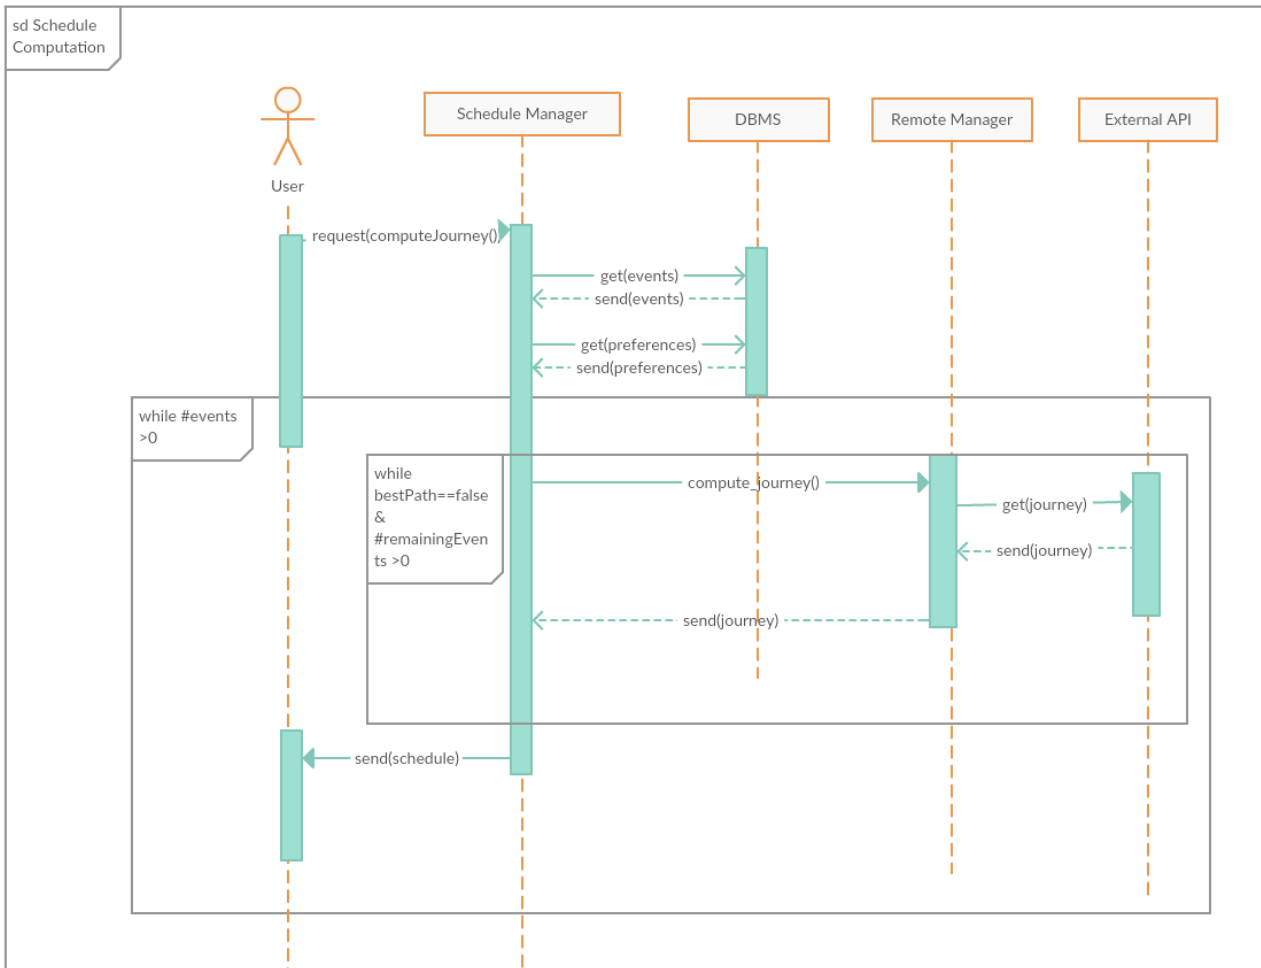 sd Schedule
Computation
Schedule Manager
DBMS
Remote Manager
External API
User
request(computeJourney())
get(events)
send(events)
get(preferences)
send(preferences)
while #events
>0
while
bestPath==false
&
#remainingEven
ts >0
compute_journey()
get(journey)
send(journey)
send(journey)
send(schedule)